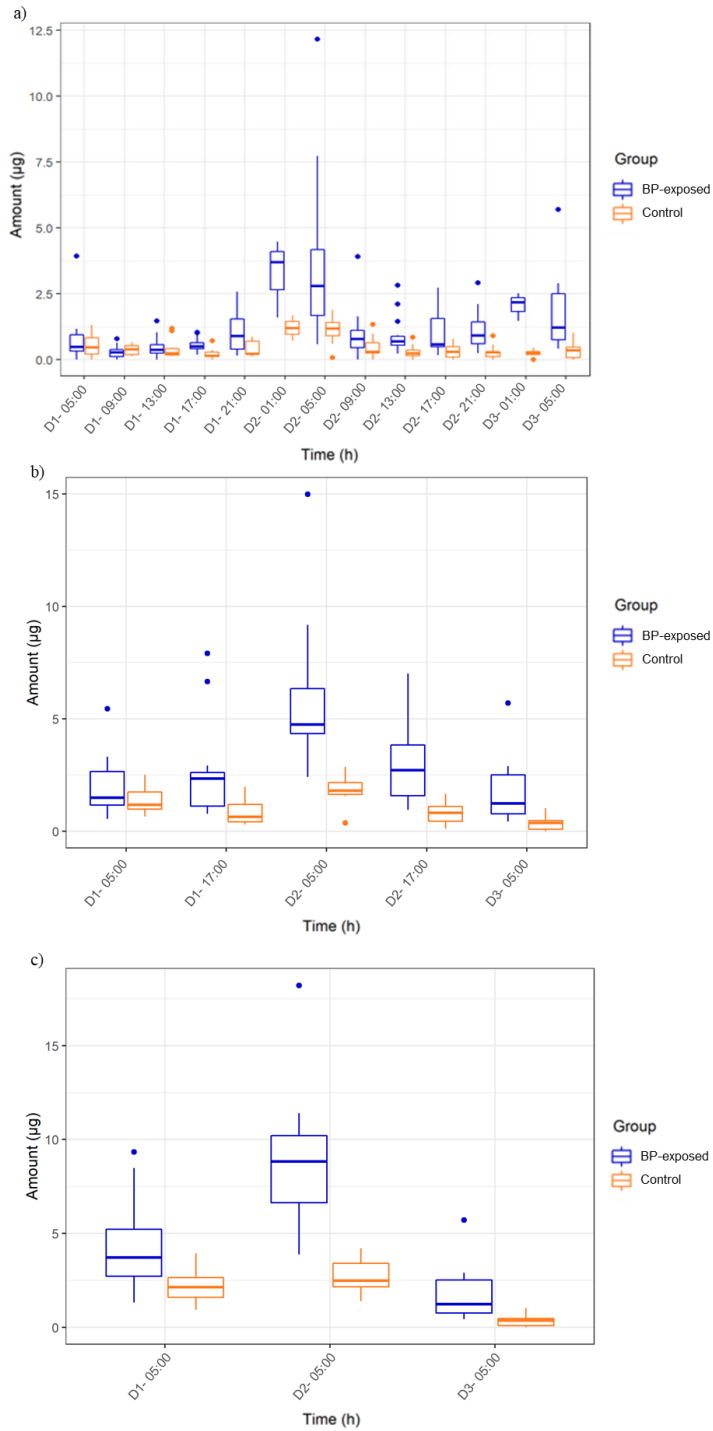 a)
12.5
10.0
7.5
5.0
2.5
0.0
Amount (μg)
D1- 05:00
D1- 09:00
D1- 13:00
D1- 17:00
D1- 21:00
D2- 01:00
D2- 05:00
D2- 09:00
D2- 13:00
D2- 17:00
D2- 21:00
D3- 01:00
D3- 05:00
Time (h)
Group
BP-exposed
Control
b)
15
10
5
0
Amount (μg)
D1- 05:00
D1- 17:00
D2- 05:00
D2- 17:00
D3- 05:00
Time (h)
Group
BP-exposed
Control
c)
15
10
5
0
Amount (μg)
D1- 05:00
D2- 05:00
D3- 05:00
Time (h)
Group
BP-exposed
Control